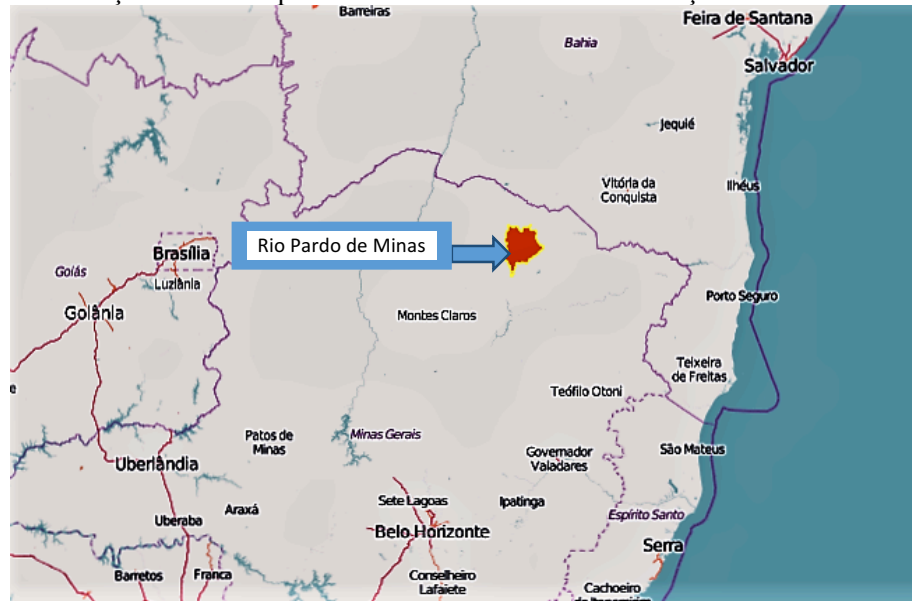 Barreiras
Feira de Santana
Bahia
Salvador
Jequié
Vitória da
Conquista
Ilhéus
Rio Pardo de Minas
Brasília
Goiás
Luziânia
Goiânia
Porto Seguro
Montes Claros
Teixeira
de Freitas
Teófilo Otoni
Patos de
Minas
Minas Gerais
Governador
Valadares
São Mateus
Uberlândia
Sete Lagoas
Ipatinga
Araxá
Espírito Santo
Uberaba
Belo Horizonte
Serra
Barretos
Franca
Conselheiro
Lafaiete
Cachoeiro